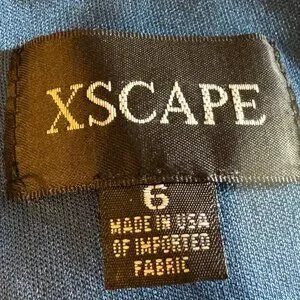 XSCAPE
6
MADE IN USA
OF IMPORTED
FABRIC